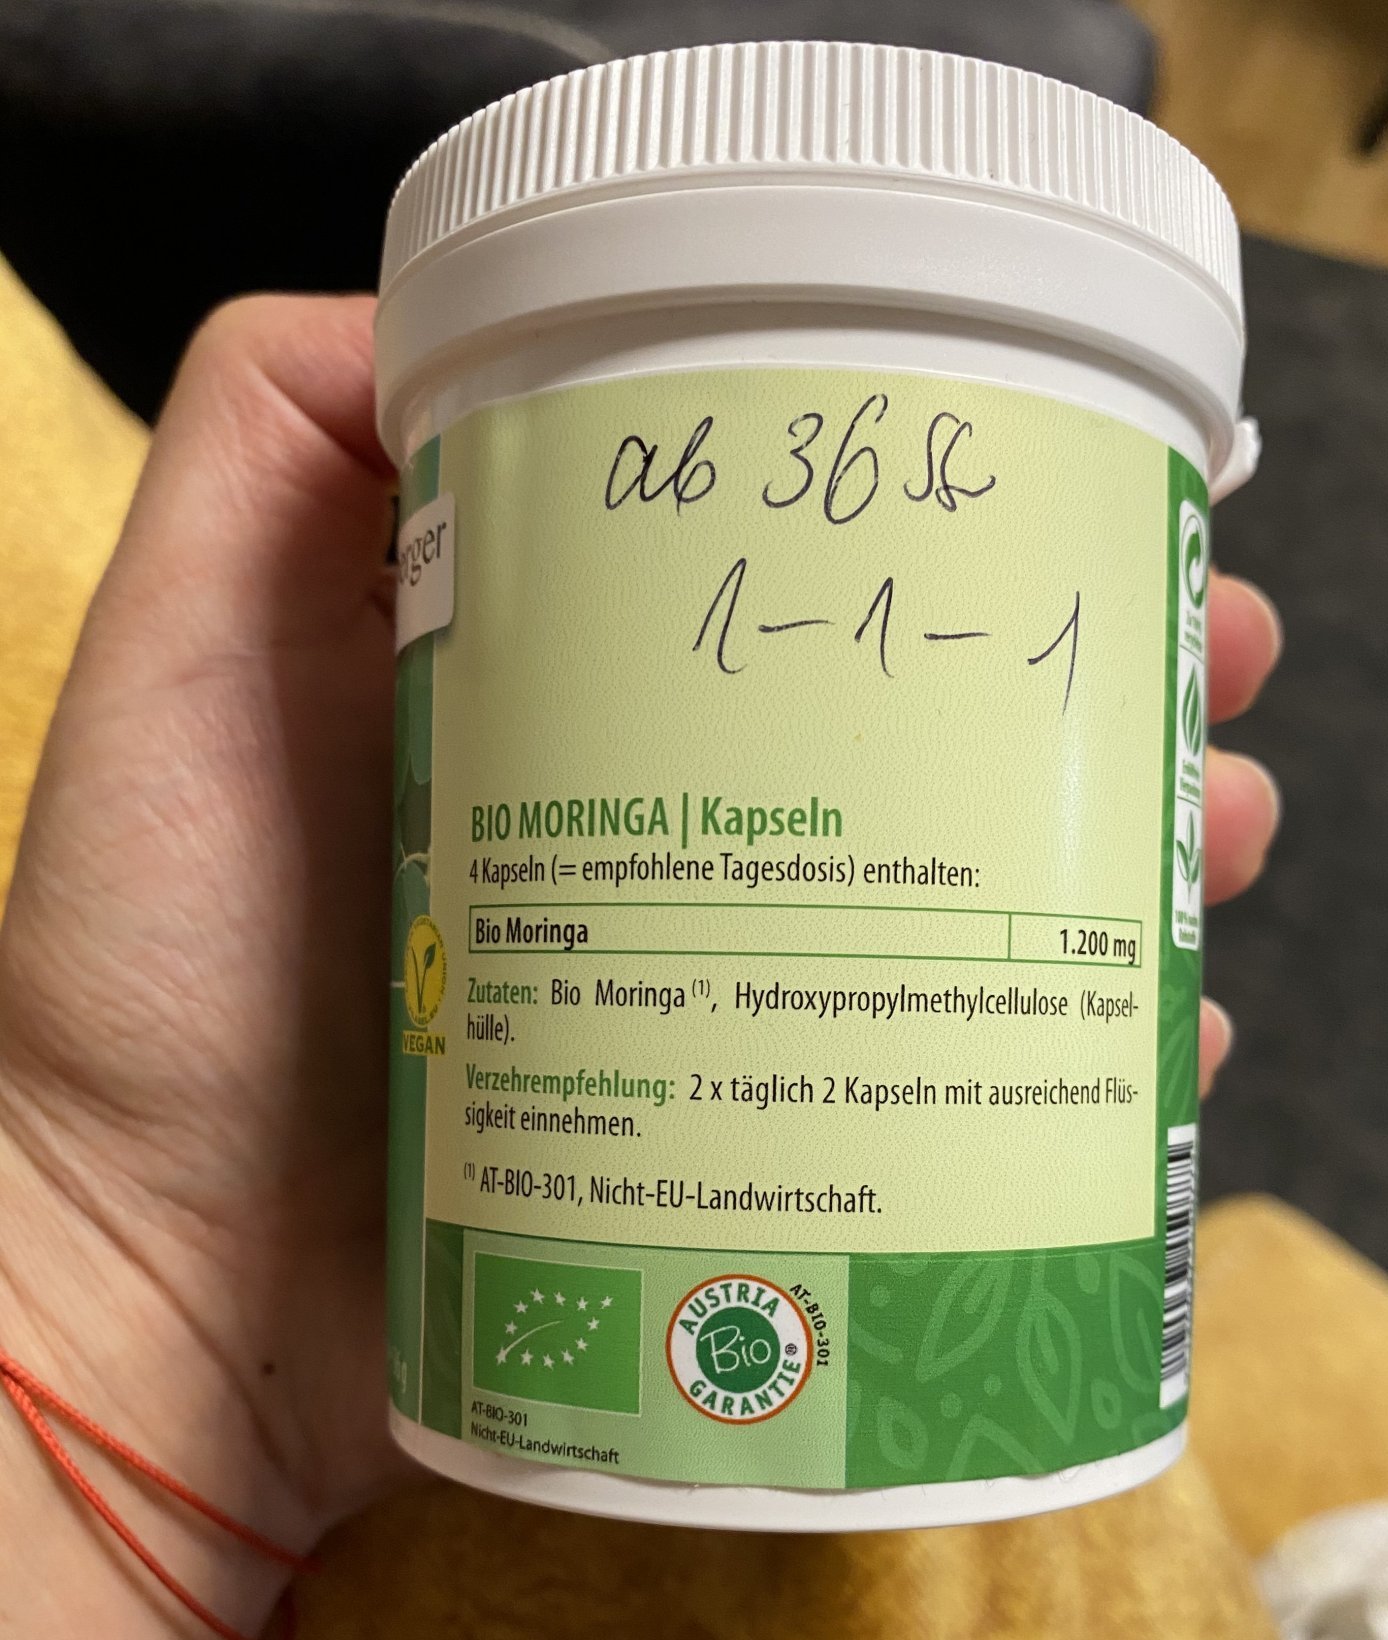 ab 36 SS
1-1-1
erger
BIO MORINGA | Kapseln
4 Kapseln (= empfohlene Tagesdosis) enthalten:
Bio Moringa 1.200 mg
Zutaten: Bio Moringa (1), Hydroxypropylmethylcellulose (Kapsel-
hülle).
Verzehrempfehlung: 2 x täglich 2 Kapseln mit ausreichend Flüs-
sigkeit einnehmen.
(1) AT-BIO-301, Nicht-EU-Landwirtschaft.
VEGAN
AT-BIO-301
Nicht-EU-Landwirtschaft
AUSTRIA
Bio
GARANTIE ®
AT-BIO-301